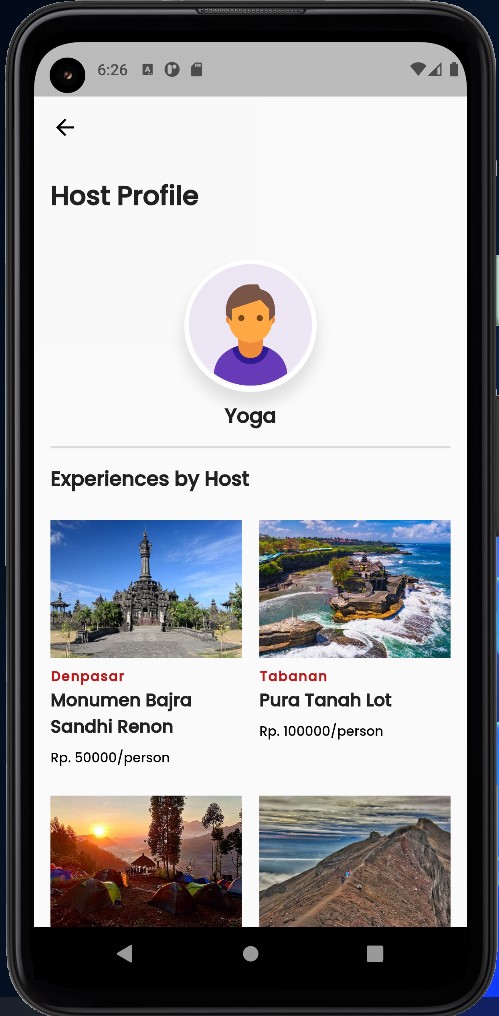 6:26
A
Host Profile
Yoga
Experiences by Host
Denpasar
Monumen Bajra
Sandhi Renon
Rp. 50000/person
Tabanan
Pura Tanah Lot
Rp. 100000/person